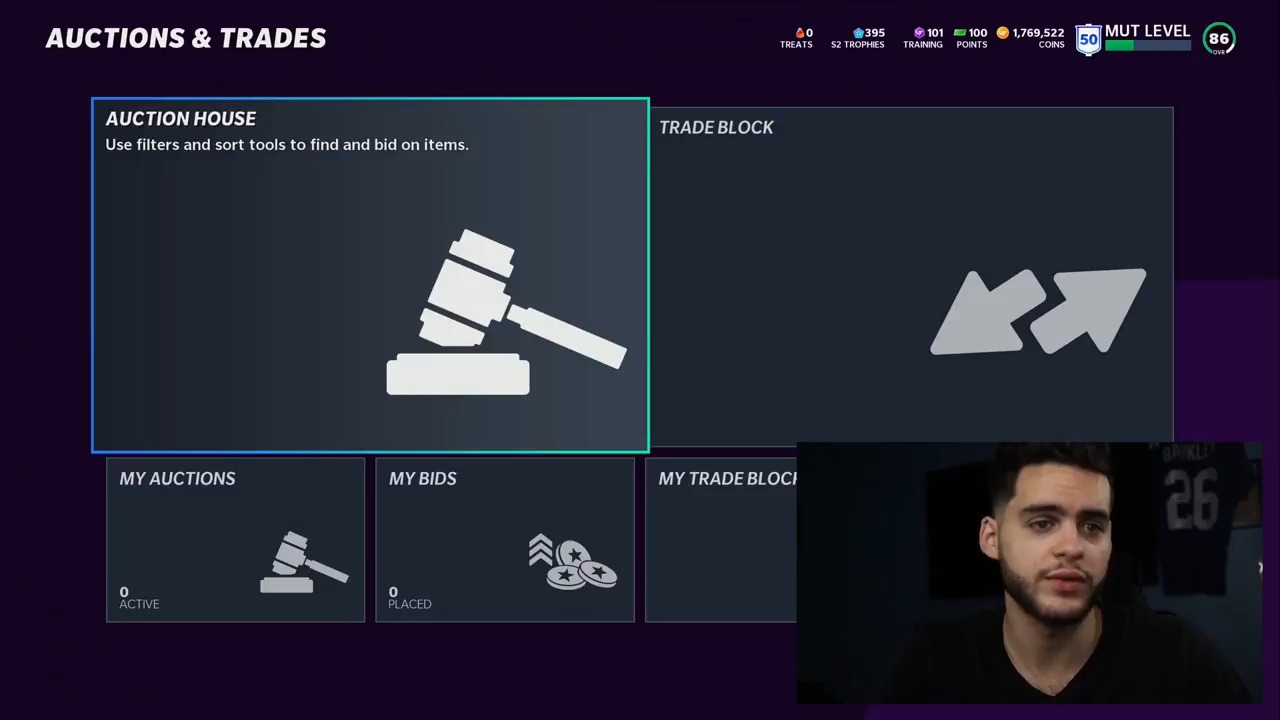 AUCTIONS & TRADES
0 TREATS
395 S2 TROPHIES
101 TRAINING
100 POINTS
1,769,522 COINS
50 MUT LEVEL
86 OVR
AUCTION HOUSE
Use filters and sort tools to find and bid on items.
TRADE BLOCK
MY AUCTIONS
0
ACTIVE
MY BIDS
0
PLACED
MY TRADE BLOCK
26